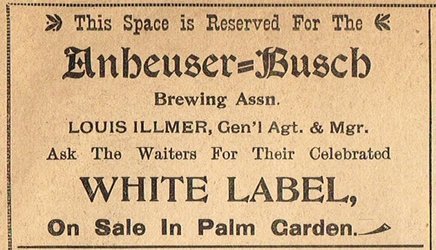 This Space is Reserved For The
Anheuser=Busch
Brewing Assn.
LOUIS ILLMER, Gen'l Agt. & Mgr.
Ask The Waiters For Their Celebrated
WHITE LABEL,
On Sale In Palm Garden.